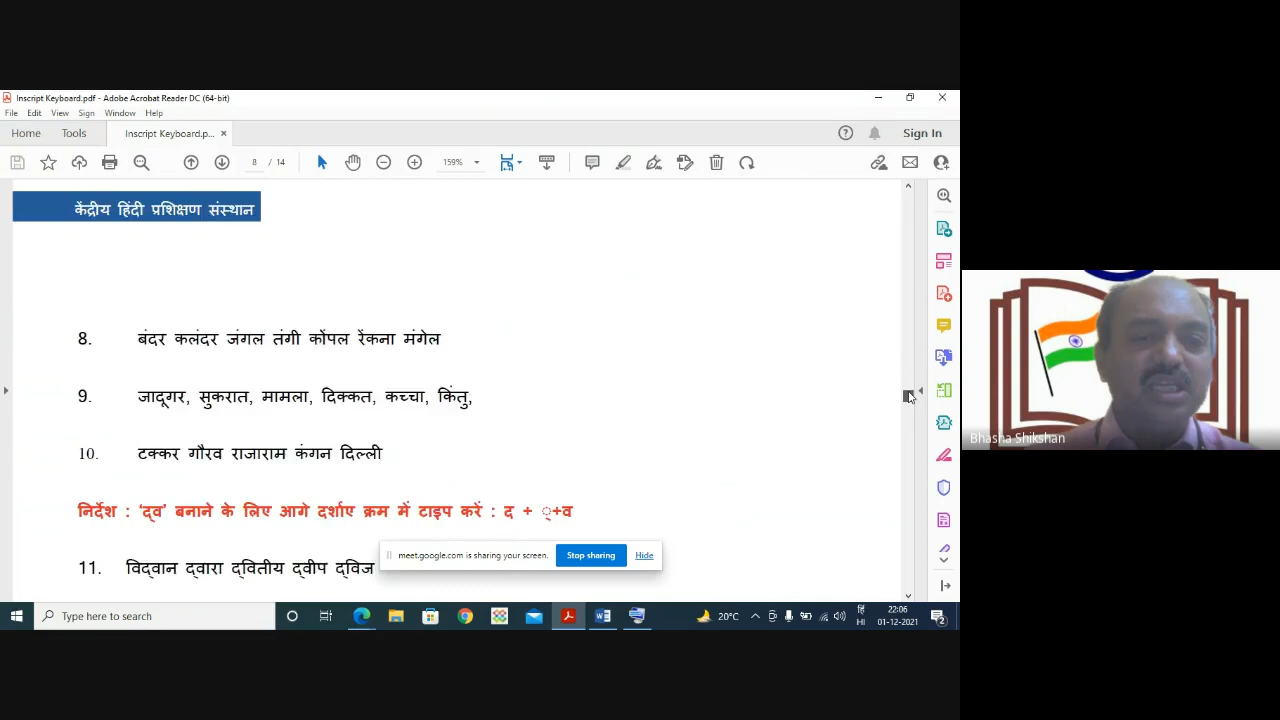 Inscript Keyboard.pdf - Adobe Acrobat Reader DC (64-bit)
File Edit View Sign Window Help
Home Tools Inscript Keyboard.p... × Sign In
8 / 14 159%
केंद्रीय हिंदी प्रशिक्षण संस्थान
8. बंदर कलंदर जंगल तंगी कोंपल रेंकना मंगेल
9. जादूगर, सुकरात, मामला, दिक्कत, कच्चा, किंतु,
Bhasha Shikshan
10. टक्कर गौरव राजाराम कंगन दिल्ली
निर्देश : ‘द्‌व’ बनाने के लिए आगे दर्शाए क्रम में टाइप करें : द + ्+व
meet.google.com is sharing your screen. Stop sharing Hide
11. विद्‌वान द्‌वारा द्‌वितीय द्‌वीप द्‌विज
Type here to search 20°C हि HI 22:06 01-12-2021 2